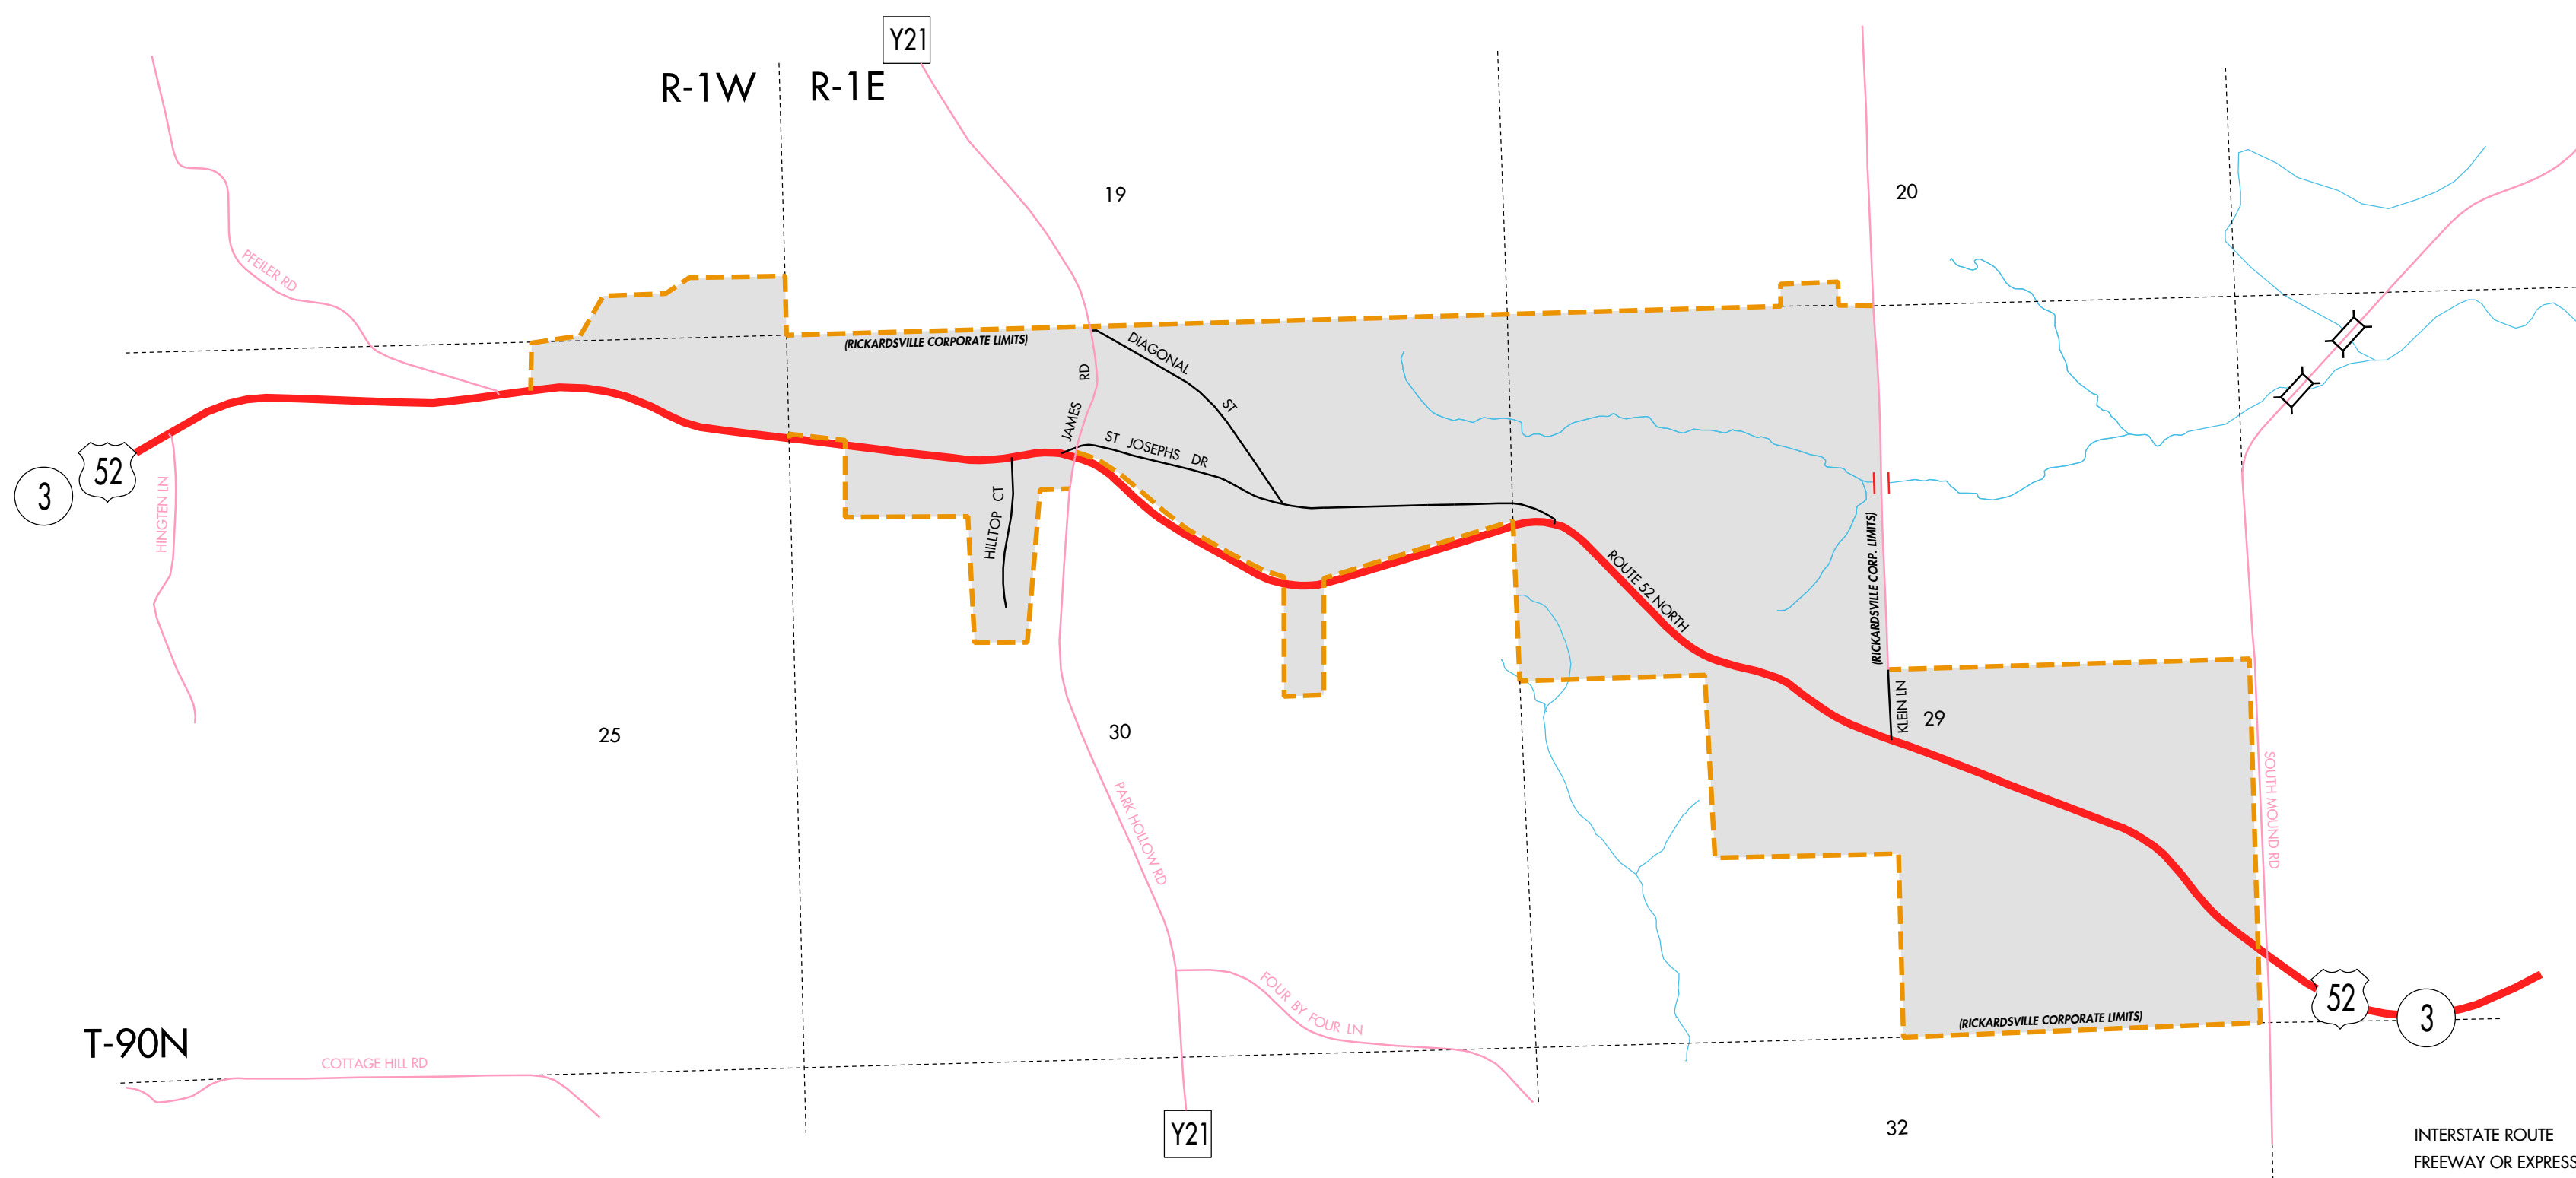 Y21
R-1W
R-1E
19
20
PFEILER RD
(RICKARDSVILLE CORPORATE LIMITS)
DIAGONAL ST
JAMES RD
ST JOSEPHS DR
52
3
HINGTEN LN
HILLTOP CT
ROUTE 52 NORTH
(RICKARDSVILLE CORP. LIMITS)
KLEIN LN
29
25
30
PARK HOLLOW RD
SOUTH MOUND RD
FOUR BY FOUR LN
52
3
(RICKARDSVILLE CORPORATE LIMITS)
T-90N
COTTAGE HILL RD
Y21
32
INTERSTATE ROUTE
FREEWAY OR EXPRESS